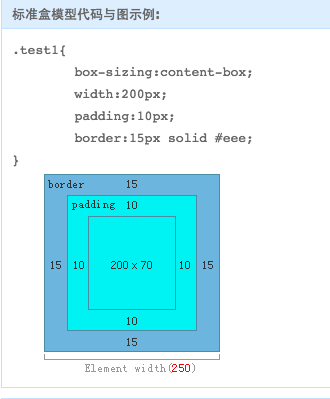 标准盒模型代码与图示例:
.test1{
box-sizing:content-box;
width:200px;
padding:10px;
border:15px solid #eee;
}
border 15
padding 10
15 10 200 x 70 10 15
10
15
Element width(250)